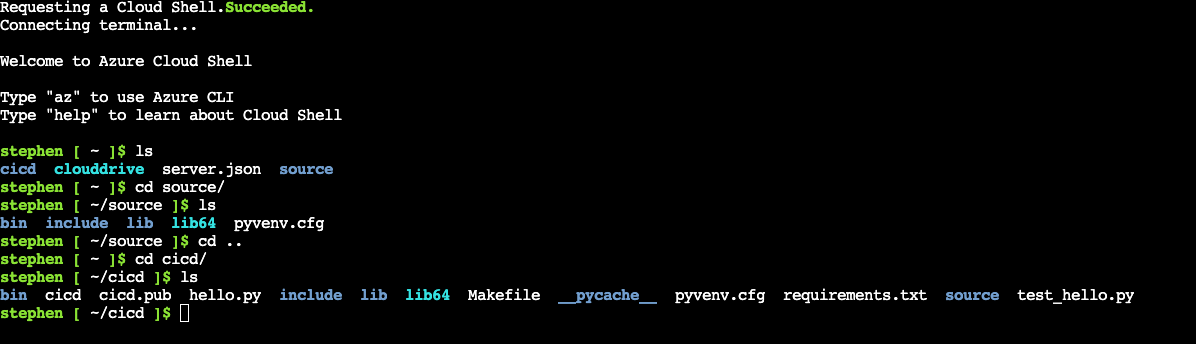 Requesting a Cloud Shell.Succeeded.
Connecting terminal...
Welcome to Azure Cloud Shell
Type "az" to use Azure CLI
Type "help" to learn about Cloud Shell
stephen [ ~ ]$ ls
cicd  clouddrive  server.json  source
stephen [ ~ ]$ cd source/
stephen [ ~/source ]$ ls
bin  include  lib  lib64  pyvenv.cfg
stephen [ ~/source ]$ cd ..
stephen [ ~ ]$ cd cicd/
stephen [ ~/cicd ]$ ls
bin  cicd  cicd.pub  hello.py  include  lib  lib64  Makefile  __pycache__  pyvenv.cfg  requirements.txt  source  test_hello.py
stephen [ ~/cicd ]$